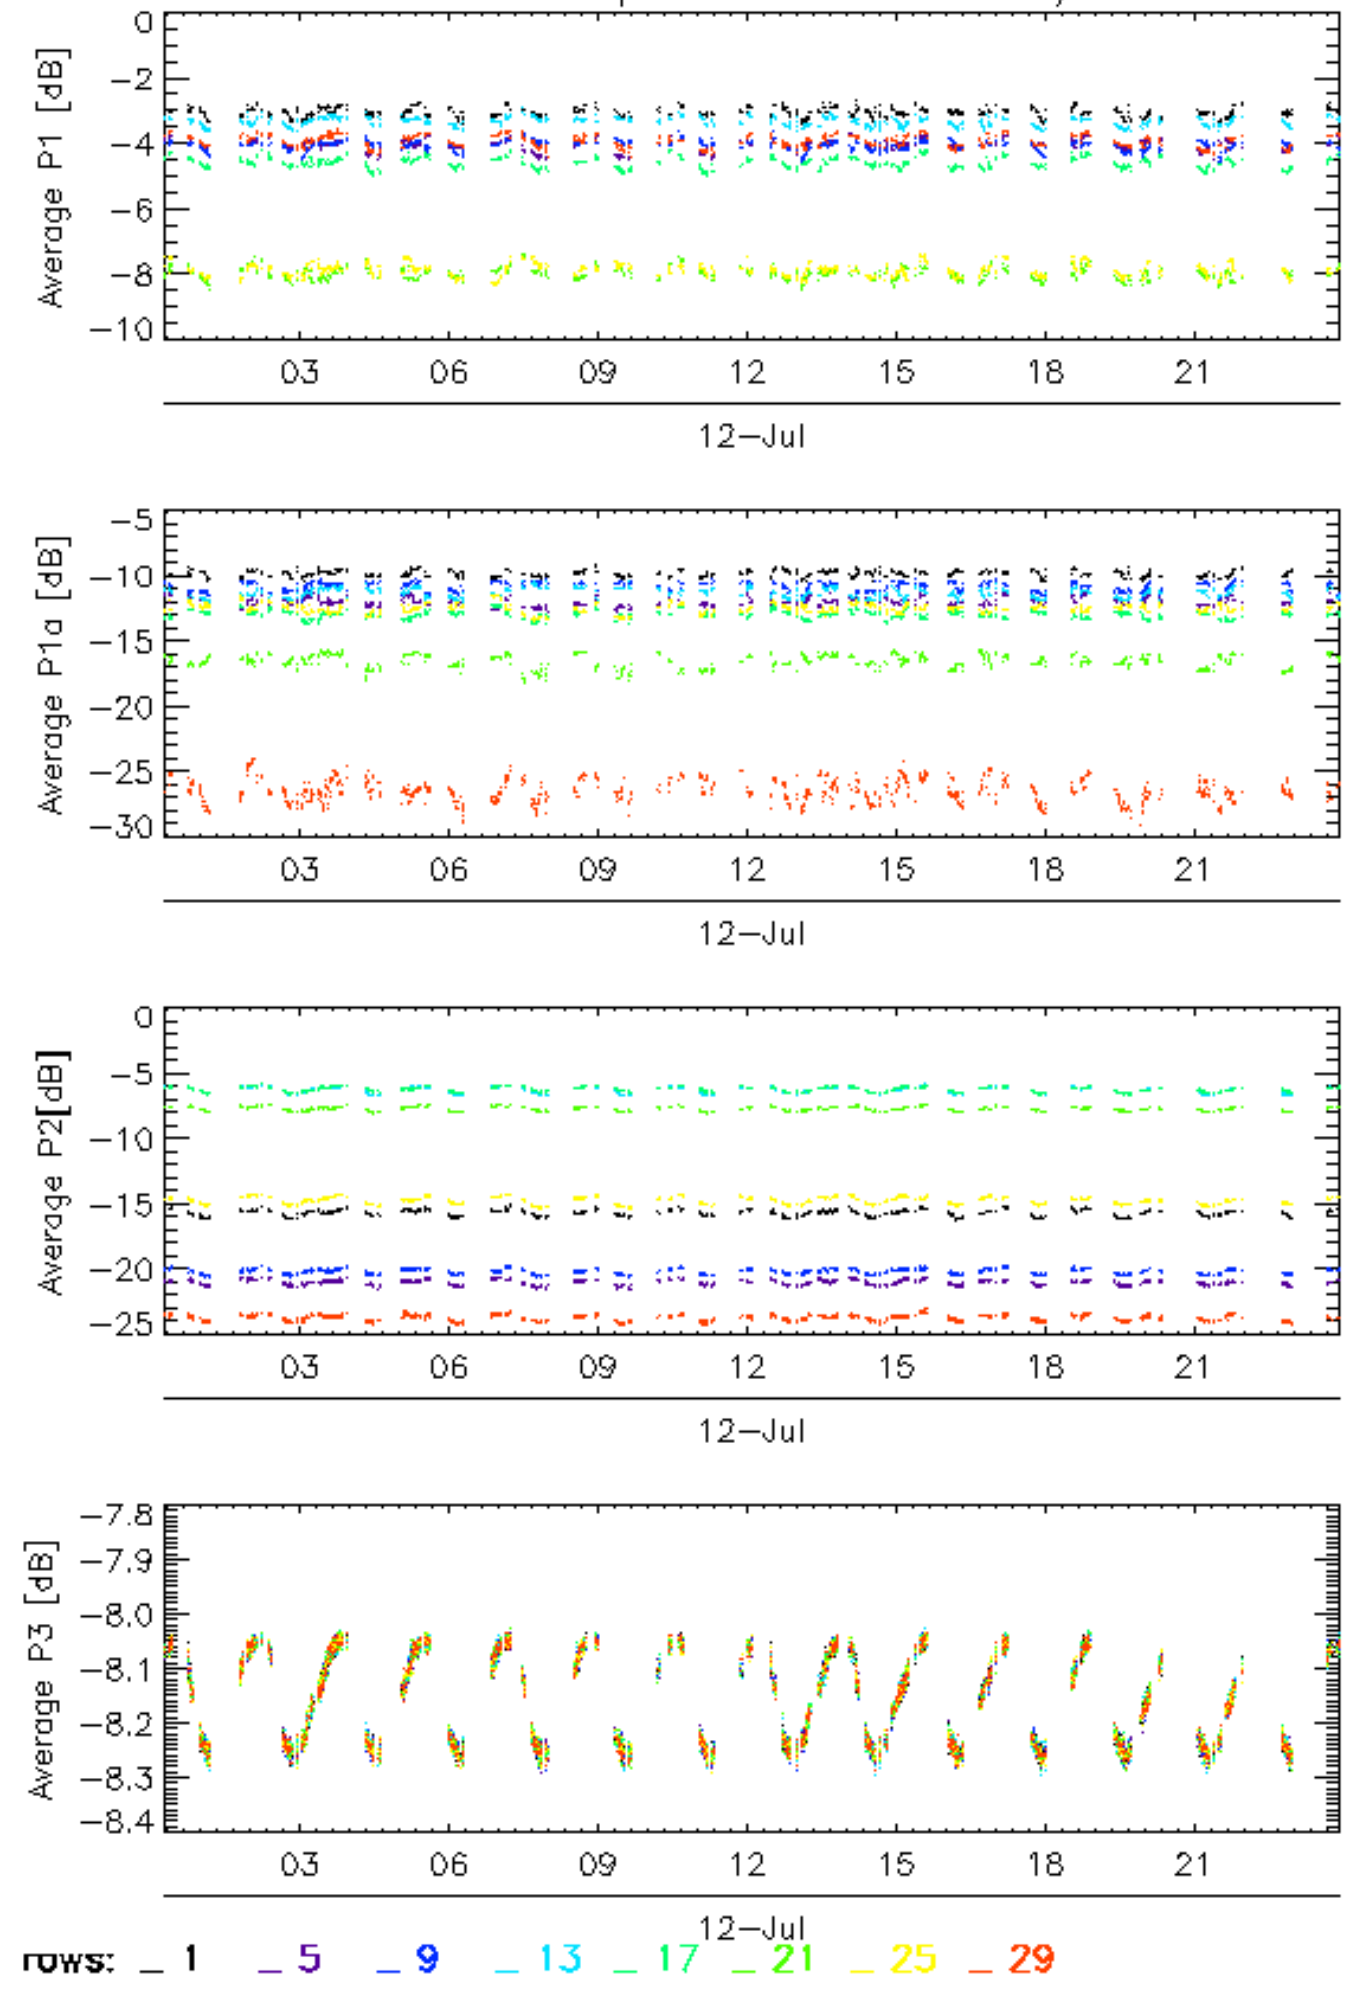 Average P1 [dB]
0
−2
−4
−6
−8
−10
03 06 09 12 15 18 21
12−Jul
Average P1a [dB]
−5
−10
−15
−20
−25
−30
03 06 09 12 15 18 21
12−Jul
Average P2[dB]
0
−5
−10
−15
−20
−25
03 06 09 12 15 18 21
12−Jul
Average P3 [dB]
−7.8
−7.9
−8.0
−8.1
−8.2
−8.3
−8.4
03 06 09 12 15 18 21
12−Jul
rows: _ 1 _ 5 _ 9 _ 13 _ 17 _ 21 _ 25 _ 29